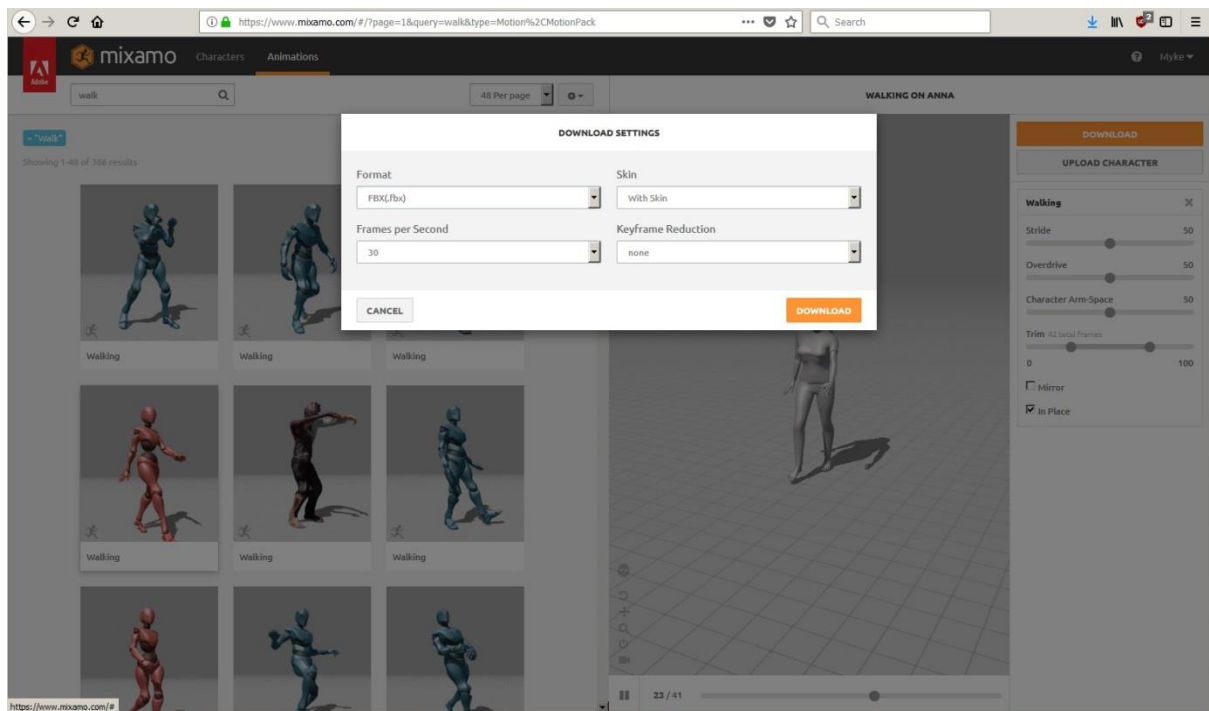 https://www.mixamo.com/#/?page=1&query=walk&type=Motion%2CMotionPack
Search
2
Adobe
mixamo
Characters
Animations
Myke
walk
48 Per page
WALKING ON ANNA
× "Walk"
Showing 1-48 of 386 results
DOWNLOAD SETTINGS
Format
Skin
FBX(.fbx)
With Skin
Frames per Second
Keyframe Reduction
30
none
CANCEL
DOWNLOAD
DOWNLOAD
UPLOAD CHARACTER
Walking
Stride 50
Overdrive 50
Character Arm-Space 50
Trim 42 total frames
0 100
Mirror
In Place
Walking
Walking
Walking
Walking
Walking
Walking
23 / 41
https://www.mixamo.com/#